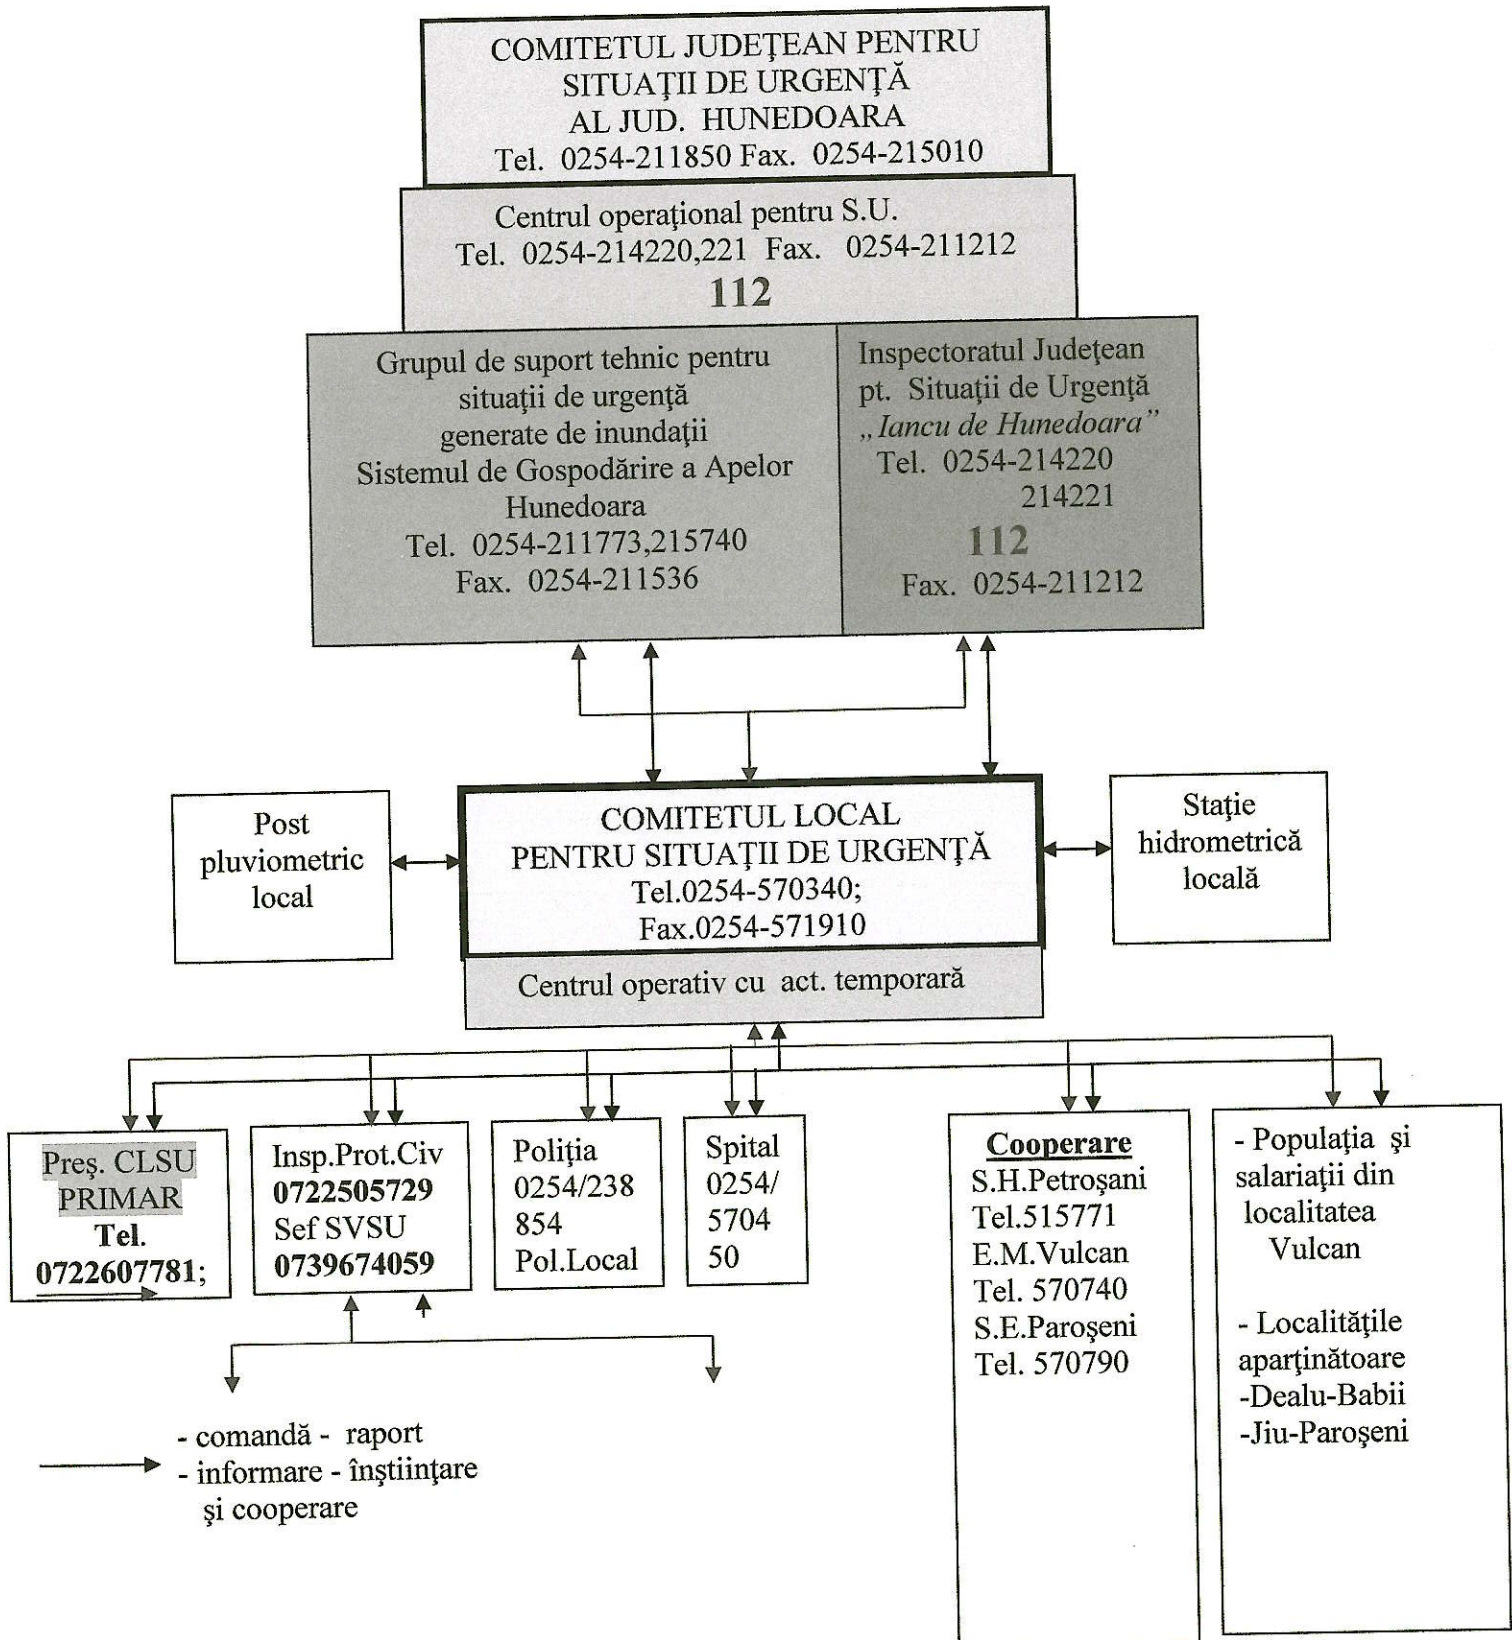 COMITETUL JUDEŢEAN PENTRU
SITUAŢII DE URGENŢĂ
AL JUD. HUNEDOARA
Tel. 0254-211850 Fax. 0254-215010
Centrul operaţional pentru S.U.
Tel. 0254-214220,221 Fax. 0254-211212
112
Grupul de suport tehnic pentru
situaţii de urgenţă
generate de inundaţii
Sistemul de Gospodărire a Apelor
Hunedoara
Tel. 0254-211773,215740
Fax. 0254-211536
Inspectoratul Judeţean
pt. Situaţii de Urgenţă
„Iancu de Hunedoara”
Tel. 0254-214220
214221
112
Fax. 0254-211212
Post
pluviometric
local
COMITETUL LOCAL
PENTRU SITUAŢII DE URGENŢĂ
Tel.0254-570340;
Fax.0254-571910
Centrul operativ cu act. temporară
Staţie
hidrometrică
locală
Preş. CLSU
PRIMAR
Tel.
0722607781;
Insp.Prot.Civ
0722505729
Sef SVSU
0739674059
Poliţia
0254/238
854
Pol.Local
Spital
0254/
5704
50
Cooperare
S.H.Petroşani
Tel.515771
E.M.Vulcan
Tel. 570740
S.E.Paroşeni
Tel. 570790
- Populaţia şi
salariaţii din
localitatea
Vulcan
- Localităţile
aparţinătoare
-Dealu-Babii
-Jiu-Paroşeni
- comandă - raport
- informare - înştiinţare
şi cooperare